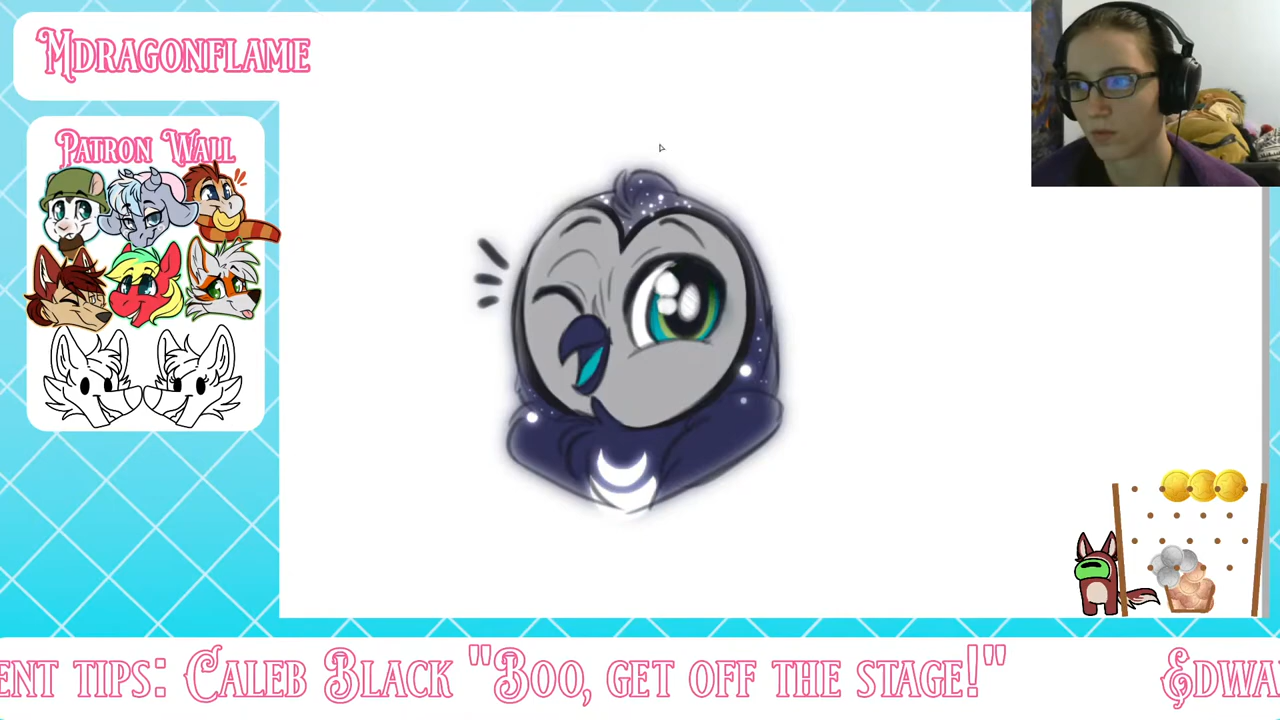 Mdragonflame
Patron Wall
ent tips: Caleb Black "Boo, get off the stage!" Edwa